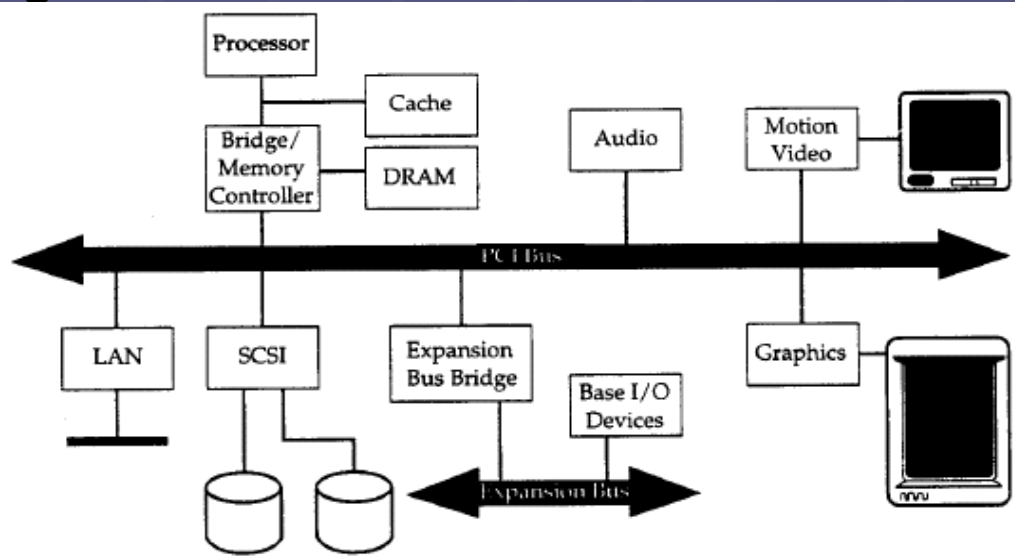 Processor
Cache
Bridge/
Memory
Controller
DRAM
Audio
Motion
Video
PCI Bus
LAN
SCSI
Expansion
Bus Bridge
Base I/O
Devices
Graphics
Expansion Bus